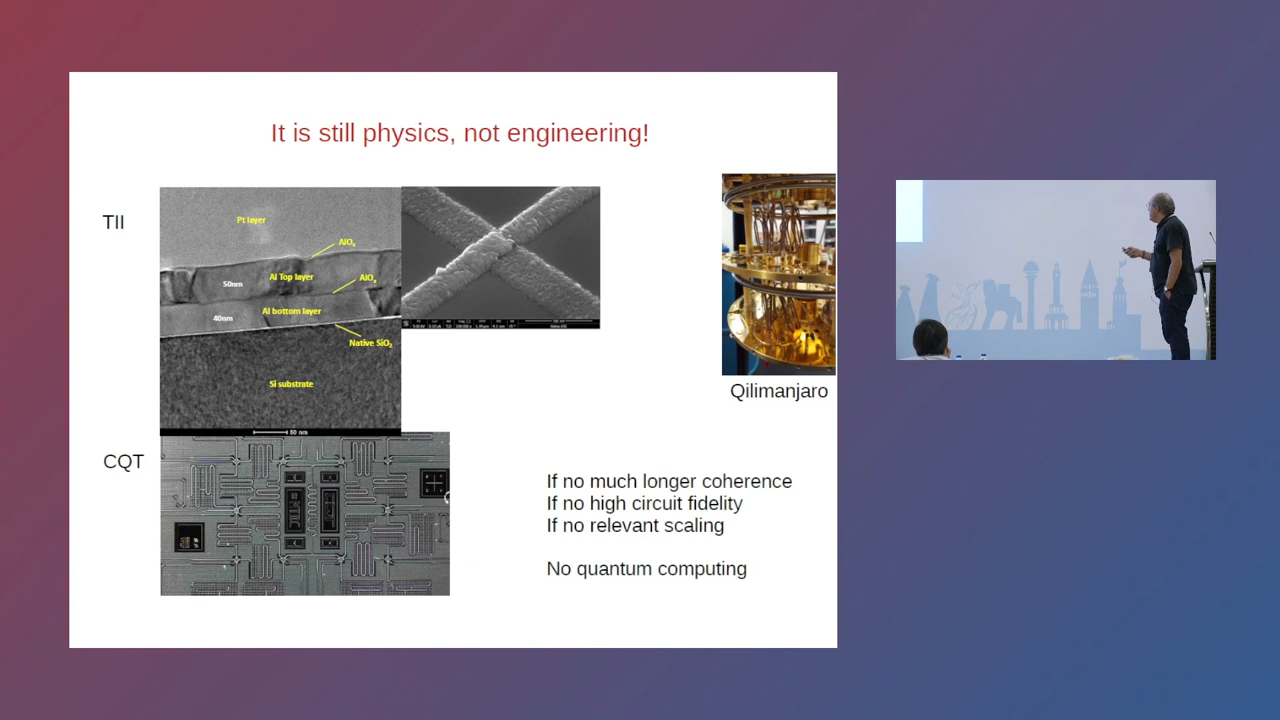 It is still physics, not engineering!
TII
Pt layer
AlOx
Al Top layer
AlOx
50nm
Al bottom layer
40nm
Native SiO2
Si substrate
50 nm
Qilimanjaro
CQT
If no much longer coherence
If no high circuit fidelity
If no relevant scaling
No quantum computing